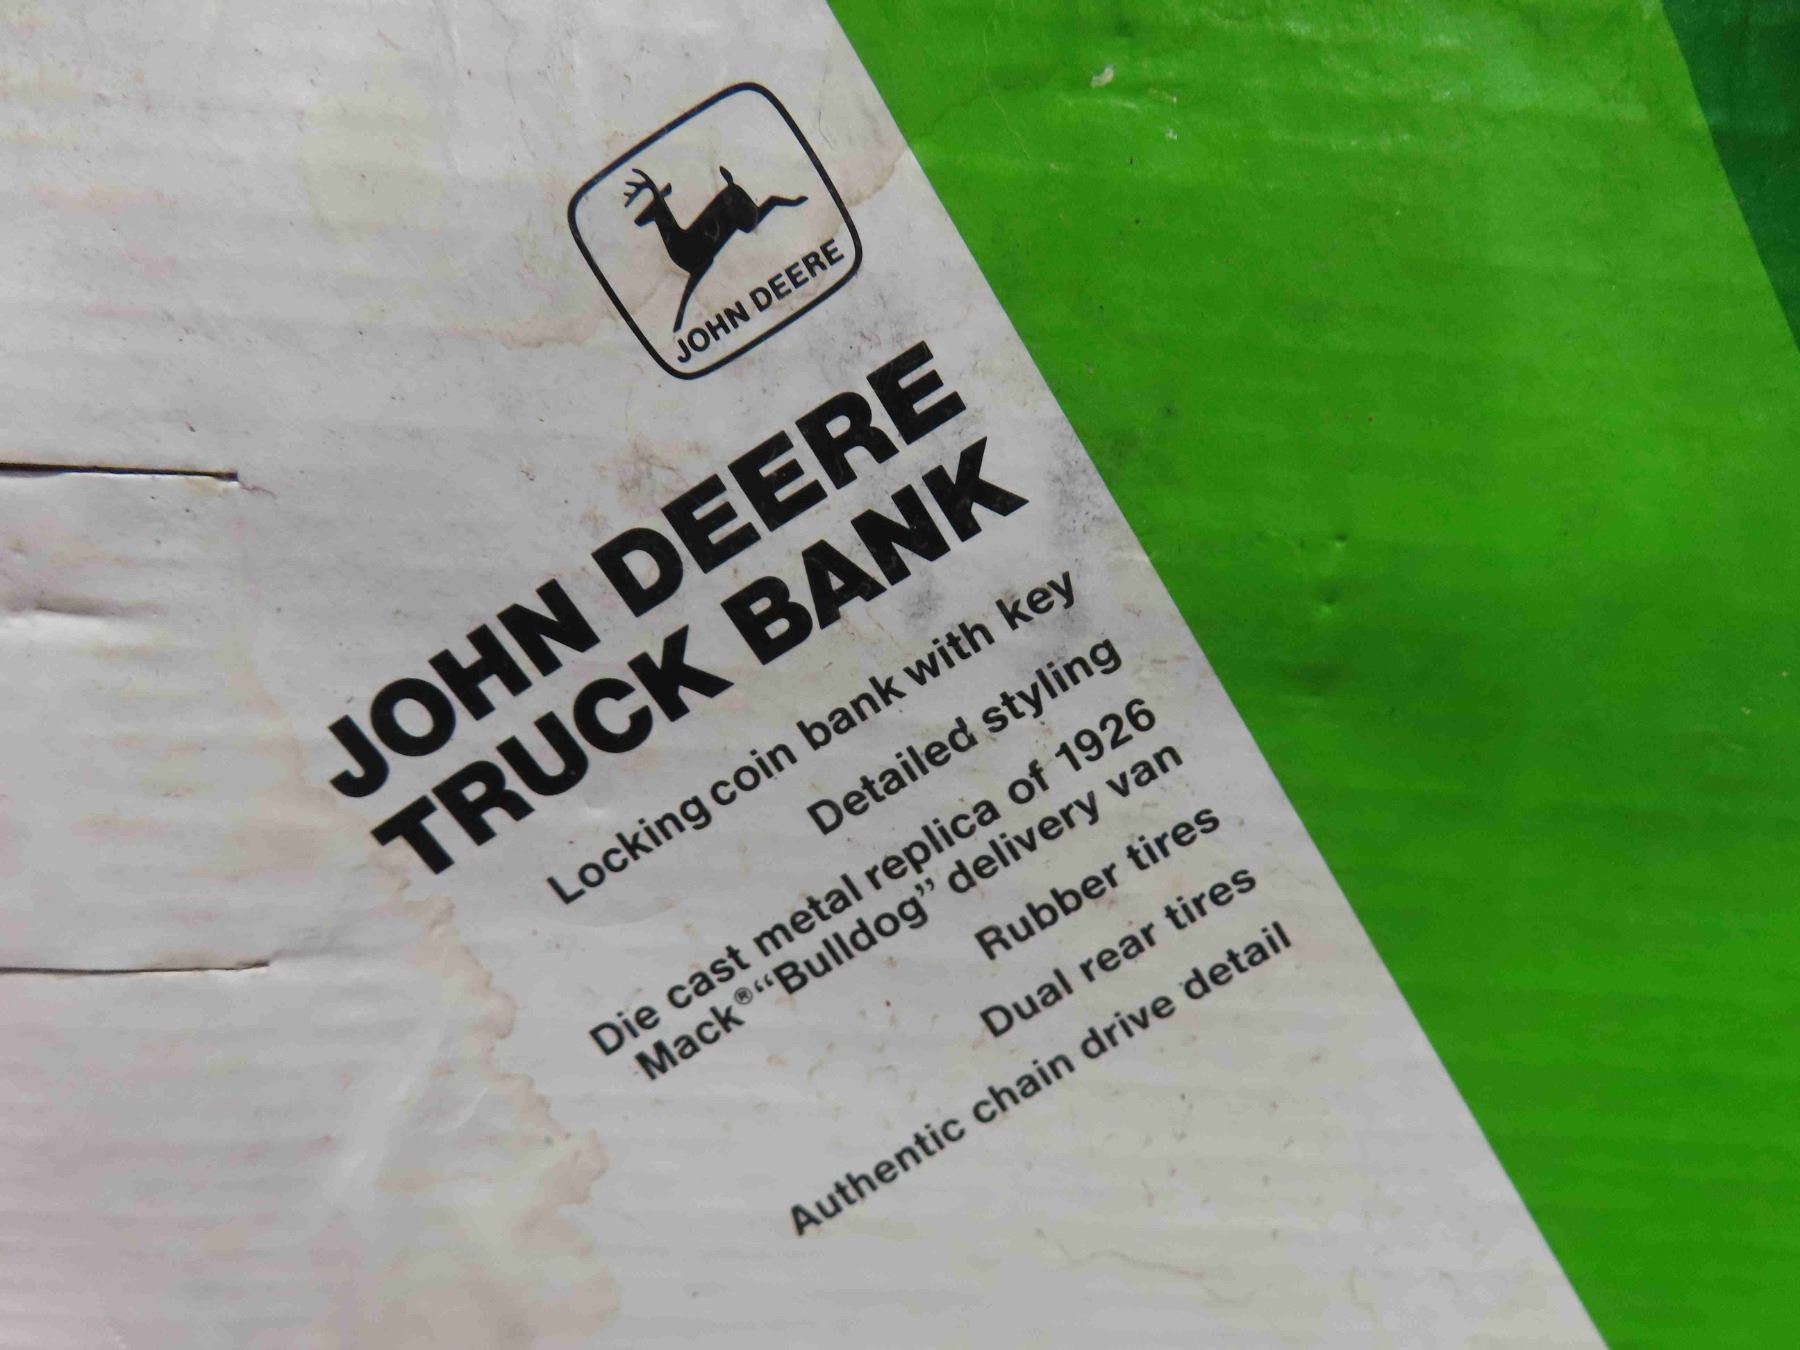 JOHN DEERE
JOHN DEERE
TRUCK BANK
Locking coin bank with key
Detailed styling
Die cast metal replica of 1926
Mack® “Bulldog” delivery van
Rubber tires
Dual rear tires
Authentic chain drive detail